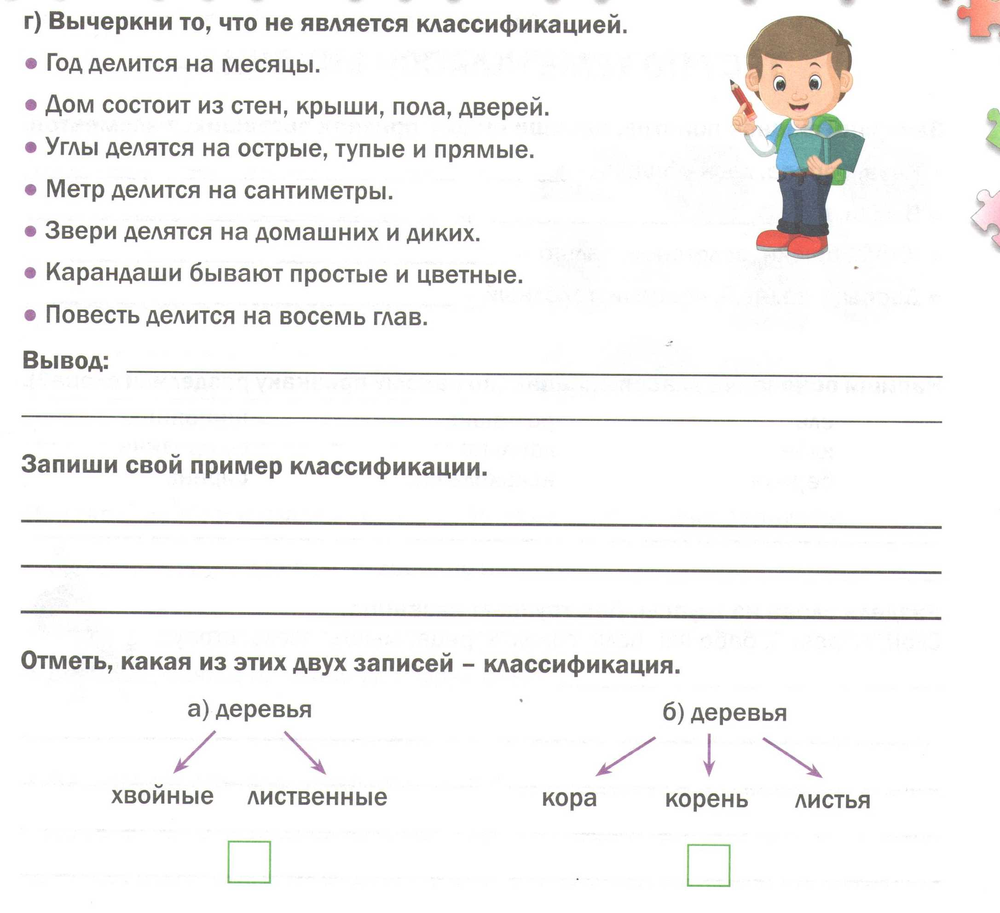 г) Вычеркни то, что не является классификацией.
• Год делится на месяцы.
• Дом состоит из стен, крыши, пола, дверей.
• Углы делятся на острые, тупые и прямые.
• Метр делится на сантиметры.
• Звери делятся на домашних и диких.
• Карандаши бывают простые и цветные.
• Повесть делится на восемь глав.
Вывод:
Запиши свой пример классификации.
Отметь, какая из этих двух записей – классификация.
а) деревья б) деревья
хвойные лиственные кора корень листья